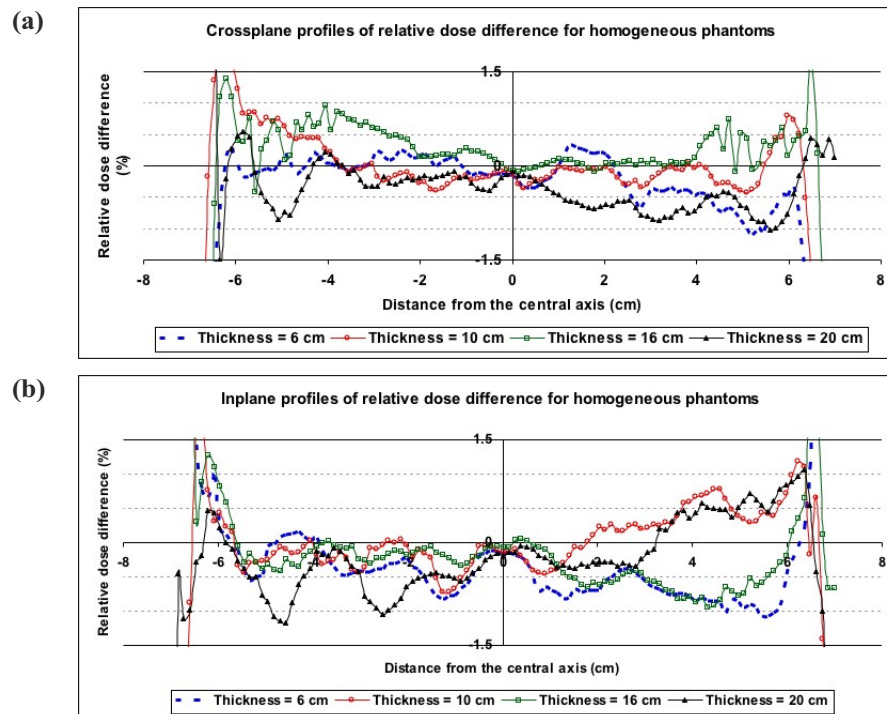 (a)
Crossplane profiles of relative dose difference for homogeneous phantoms
Relative dose difference
(%)
1.5
0
-1.5
-8 -6 -4 -2 0 2 4 6 8
Distance from the central axis (cm)
Thickness = 6 cm Thickness = 10 cm Thickness = 16 cm Thickness = 20 cm
(b)
Inplane profiles of relative dose difference for homogeneous phantoms
Relative dose difference (%)
1.5
0
-8 -6 -4 -2 0 2 4 6 8
-1.5
Distance from the central axis (cm)
Thickness = 6 cm Thickness = 10 cm Thickness = 16 cm Thickness = 20 cm